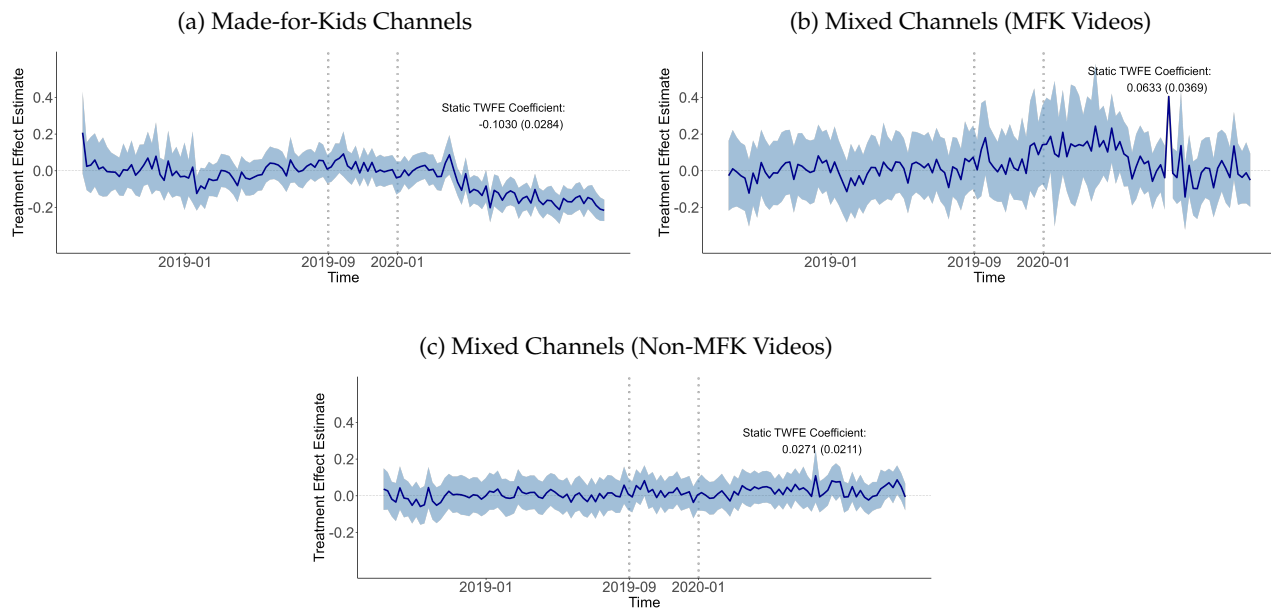 (a) Made-for-Kids Channels
Treatment Effect Estimate
0.4
0.2
0.0
-0.2
Static TWFE Coefficient:
-0.1030 (0.0284)
2019-01
2019-09
2020-01
Time
(b) Mixed Channels (MFK Videos)
Treatment Effect Estimate
0.4
0.2
0.0
-0.2
Static TWFE Coefficient:
0.0633 (0.0369)
2019-01
2019-09
2020-01
Time
(c) Mixed Channels (Non-MFK Videos)
Treatment Effect Estimate
0.4
0.2
0.0
-0.2
Static TWFE Coefficient:
0.0271 (0.0211)
2019-01
2019-09
2020-01
Time